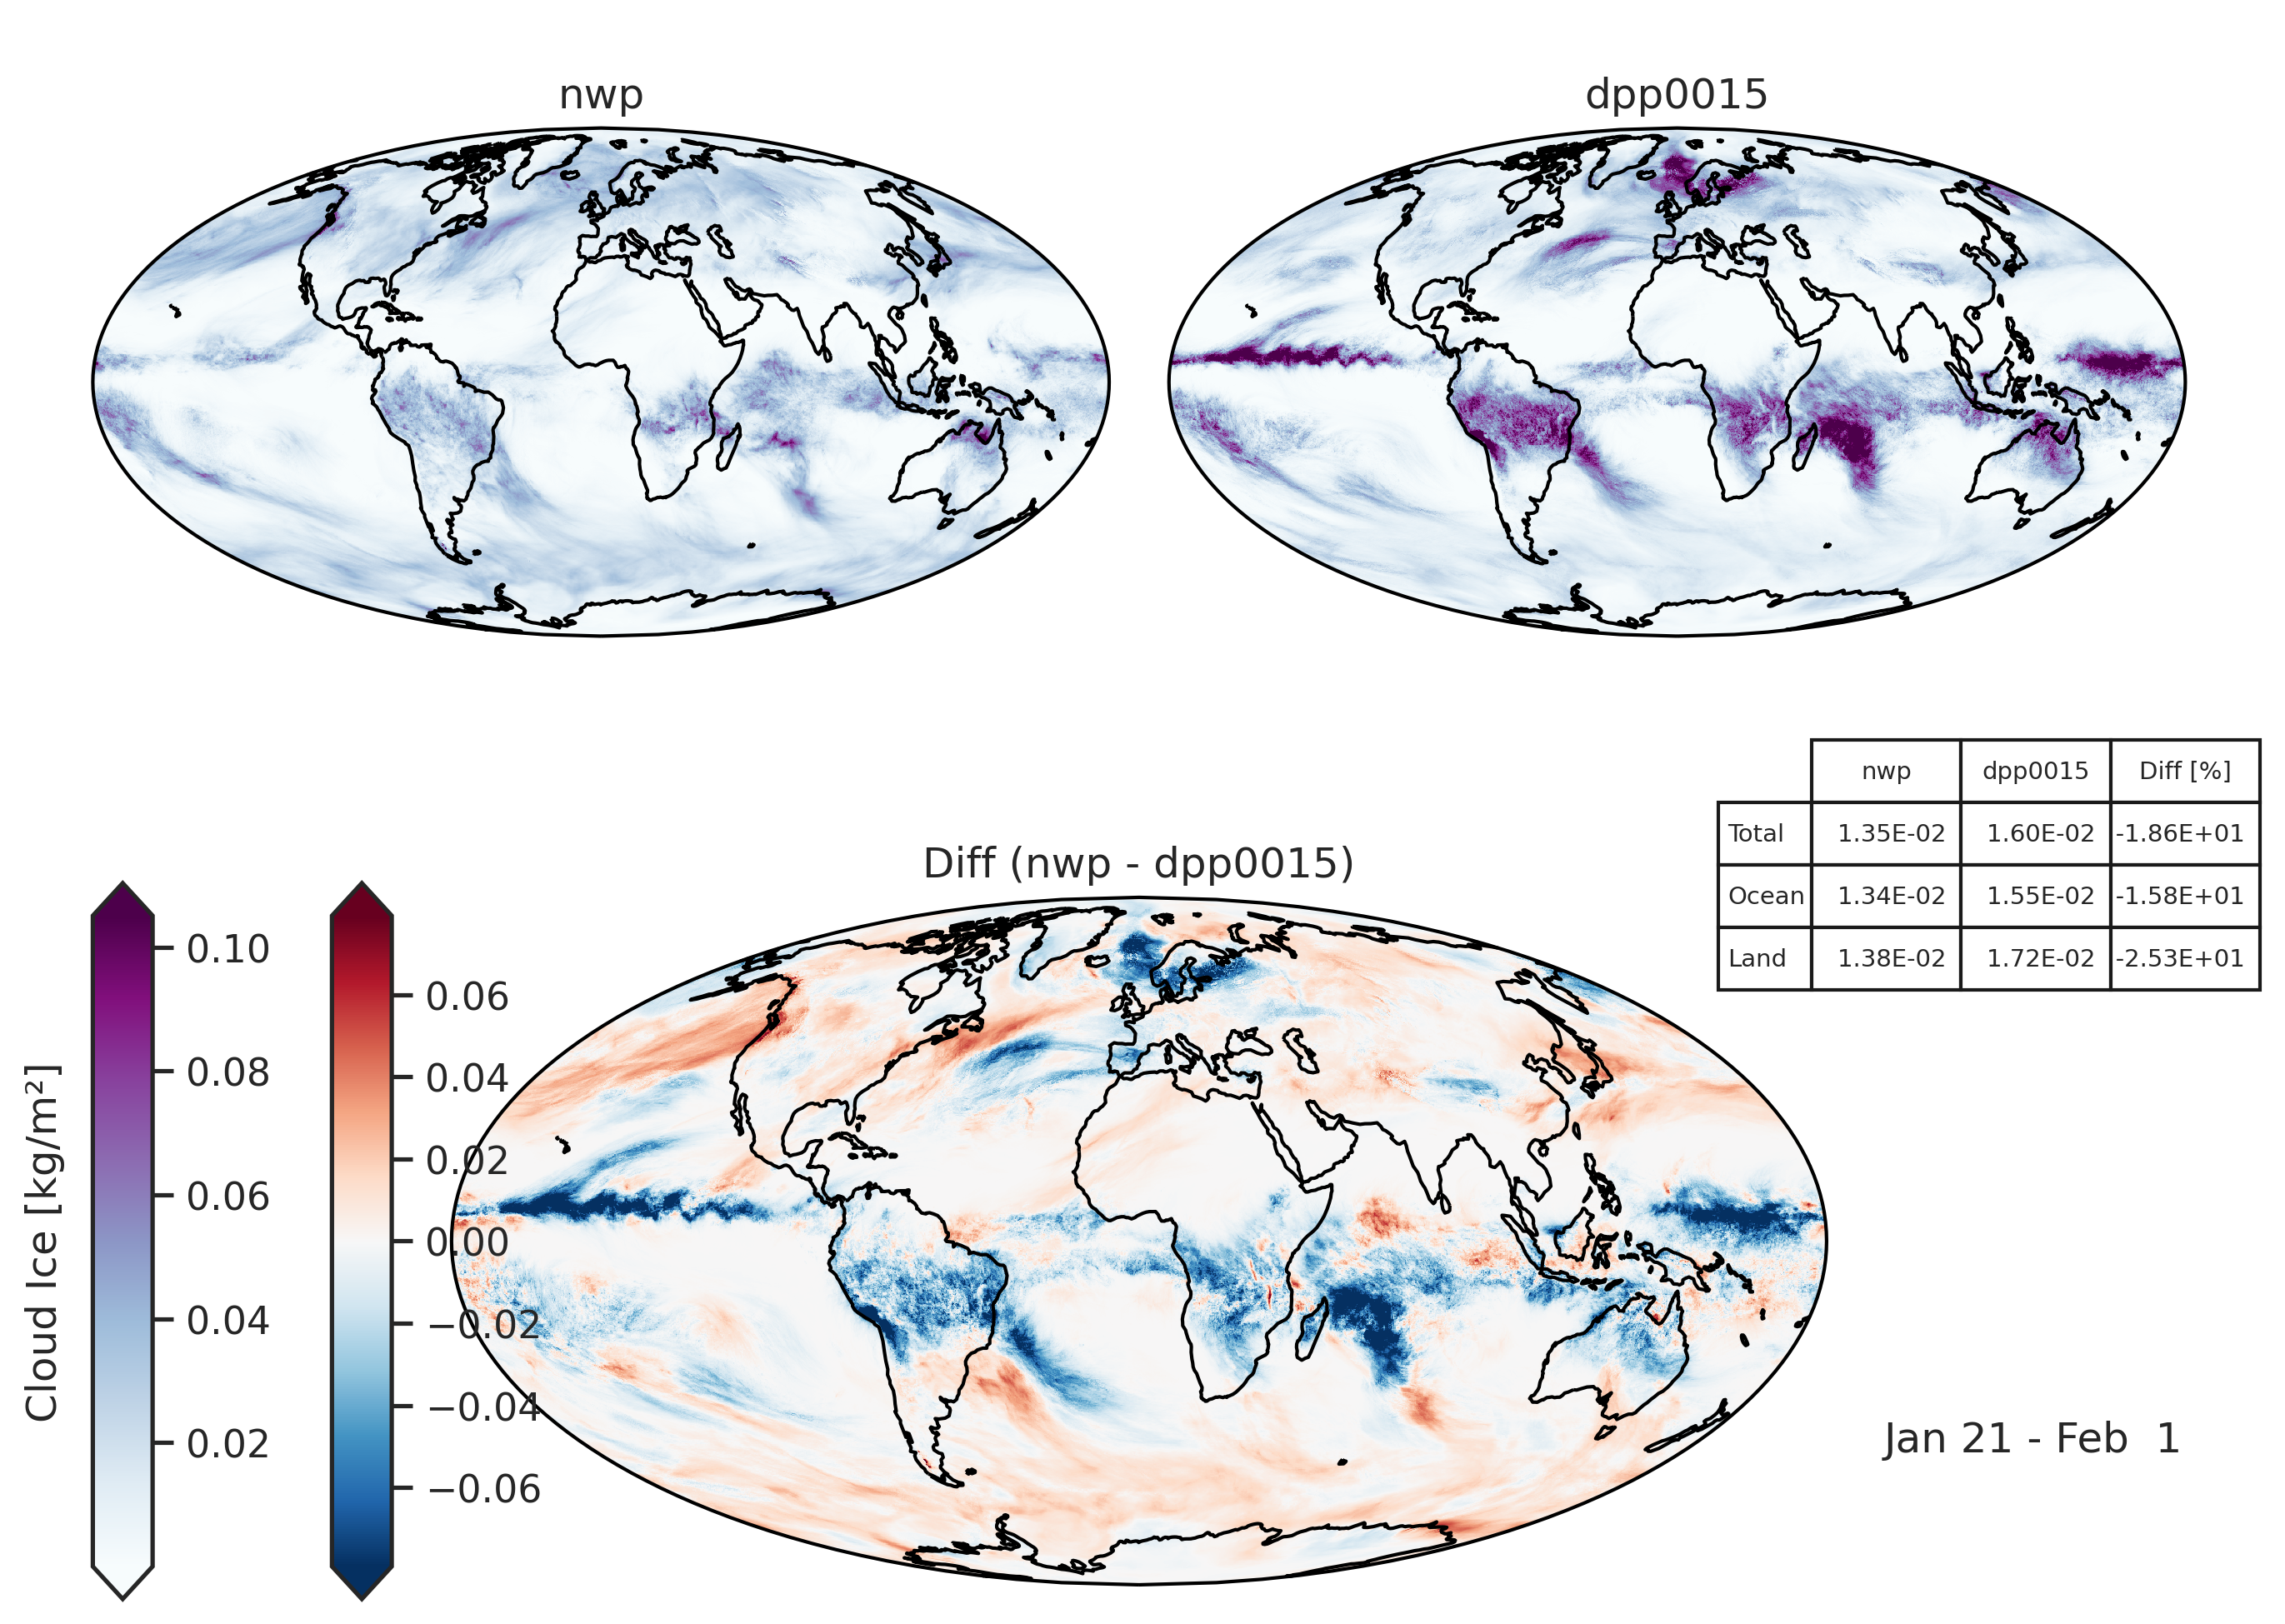 nwp
dpp0015
nwp dpp0015 Diff [%]
Total 1.35E-02 1.60E-02 -1.86E+01
Ocean 1.34E-02 1.55E-02 -1.58E+01
Land 1.38E-02 1.72E-02 -2.53E+01
Diff (nwp - dpp0015)
Cloud Ice [kg/m²]
0.10
0.08
0.06
0.04
0.02
0.06
0.04
0.02
0.00
−0.02
−0.04
−0.06
Jan 21 - Feb  1